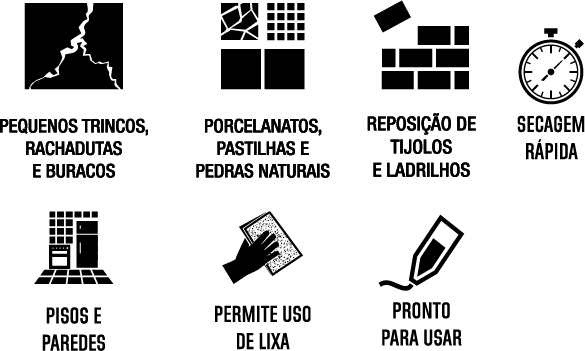 PEQUENOS TRINCOS,
RACHADUTAS
E BURACOS
PORCELANATOS,
PASTILHAS E
PEDRAS NATURAIS
REPOSIÇÃO DE
TIJOLOS
E LADRILHOS
SECAGEM
RÁPIDA
PISOS E
PAREDES
PERMITE USO
DE LIXA
PRONTO
PARA USAR